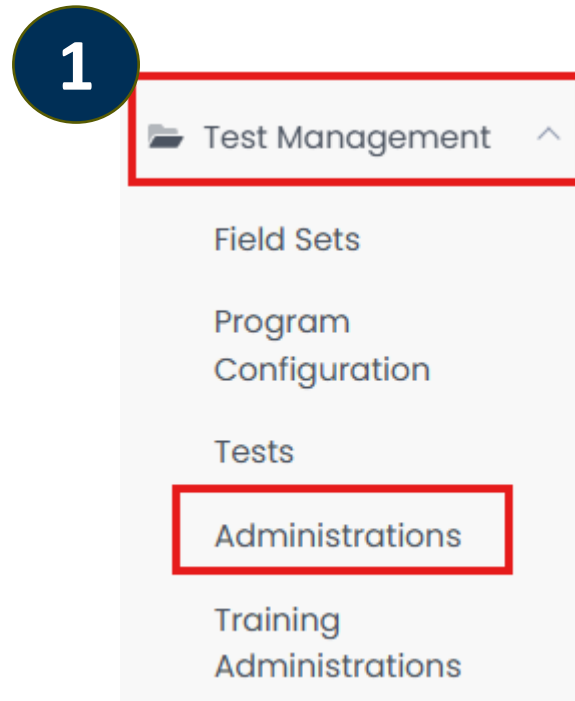 1
Test Management
Field Sets
Program
Configuration
Tests
Administrations
Training
Administrations